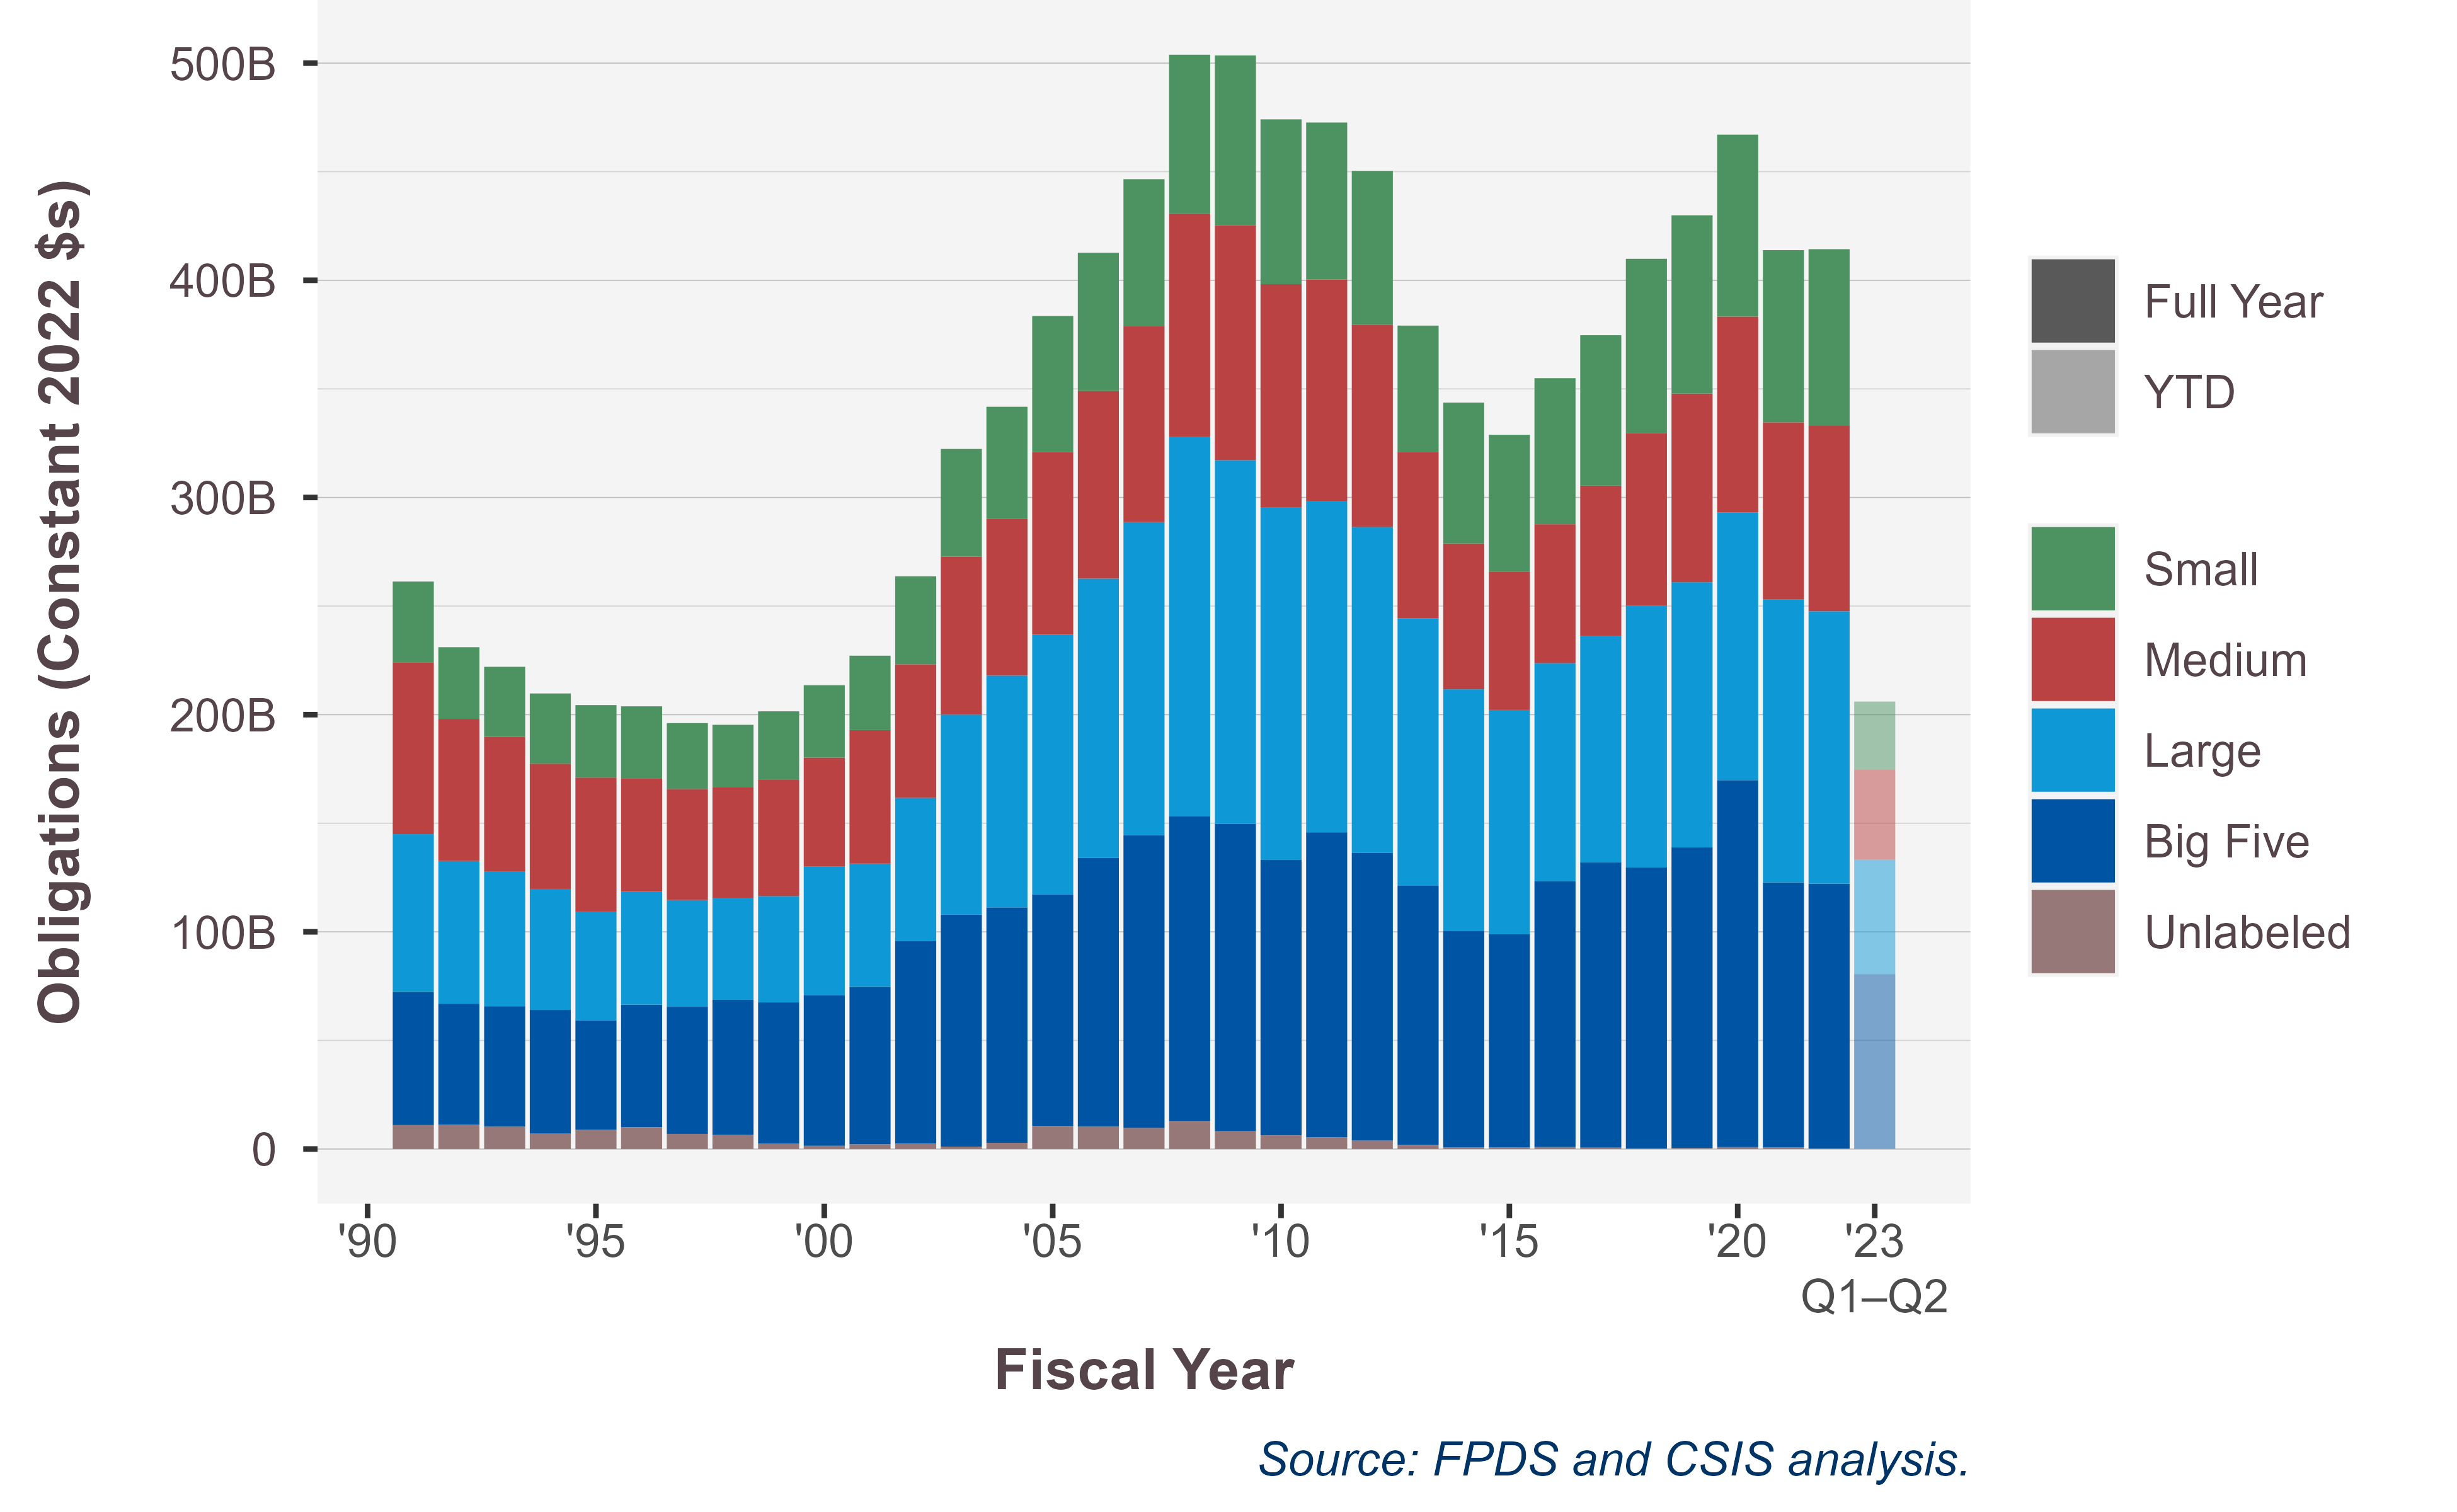 Obligations (Constant 2022 $s)
500B
400B
300B
200B
100B
0
'90
'95
'00
'05
'10
'15
'20
'23
Q1–Q2
Fiscal Year
Full Year
YTD
Small
Medium
Large
Big Five
Unlabeled
Source: FPDS and CSIS analysis.